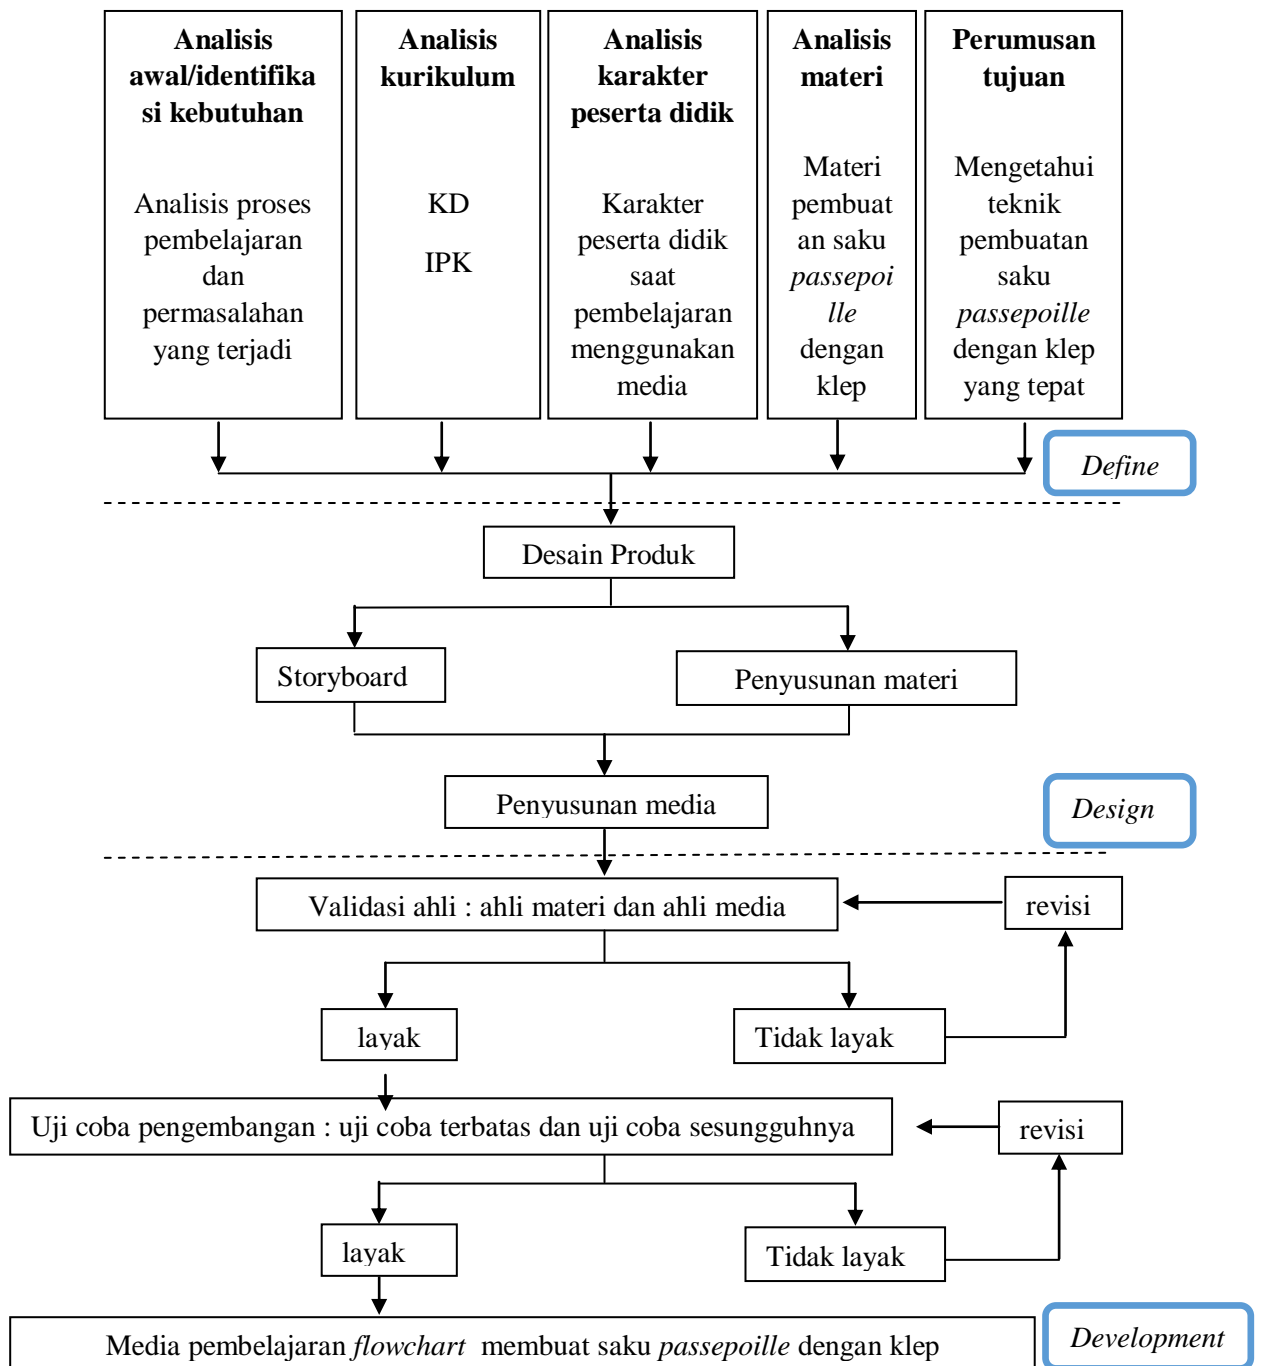 Analisis
awal/identifika
si kebutuhan
Analisis proses
pembelajaran
dan
permasalahan
yang terjadi
Analisis
kurikulum
KD
IPK
Analisis
karakter
peserta didik
Karakter
peserta didik
saat
pembelajaran
menggunakan
media
Analisis
materi
Materi
pembuat
an saku
passepoi
lle
dengan
klep
Perumusan
tujuan
Mengetahui
teknik
pembuatan
saku
passepoille
dengan klep
yang tepat
Define
Desain Produk
Storyboard
Penyusunan materi
Penyusunan media
Design
Validasi ahli : ahli materi dan ahli media
revisi
layak
Tidak layak
Uji coba pengembangan : uji coba terbatas dan uji coba sesungguhnya
revisi
layak
Tidak layak
Media pembelajaran flowchart membuat saku passepoille dengan klep
Development